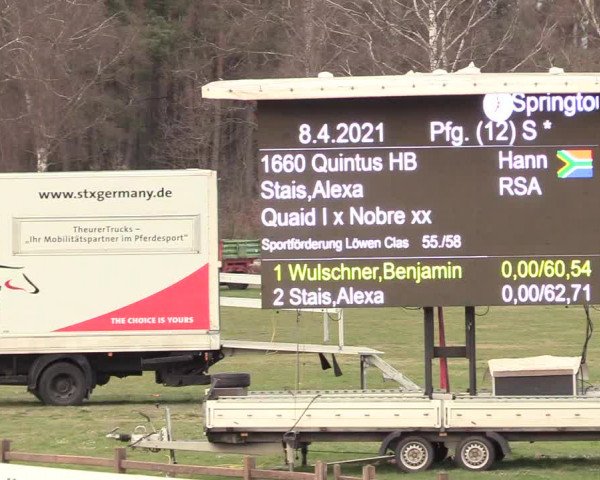 www.stxgermany.de
TheurerTrucks –
„Ihr Mobilitätspartner im Pferdesport"
THE CHOICE IS YOURS
Springto
8.4.2021 Pfg. (12) S *
1660 Quintus HB Hann
Stais,Alexa RSA
Quaid I x Nobre xx
Sportförderung Löwen Clas 55./58
1 Wulschner,Benjamin 0,00/60,54
2 Stais,Alexa 0,00/62,71